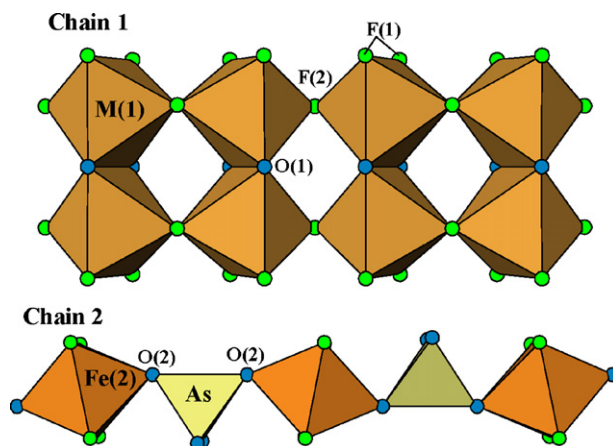 Chain 1
F(1)
F(2)
M(1)
O(1)
Chain 2
O(2) O(2)
Fe(2) As